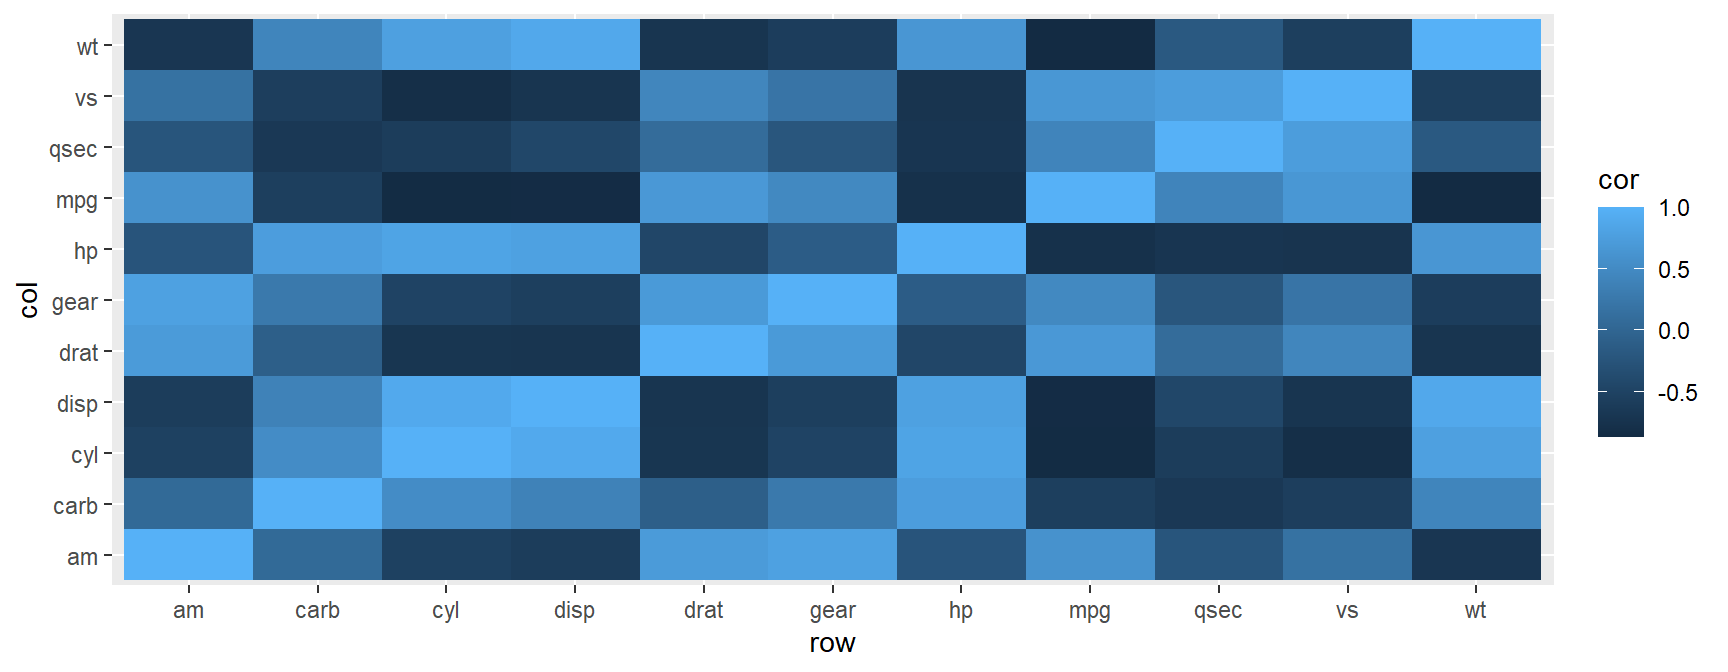 wt
vs
qsec
mpg
hp
gear
drat
disp
cyl
carb
am
col
am carb cyl disp drat gear hp mpg qsec vs wt
row
cor
1.0
0.5
0.0
-0.5